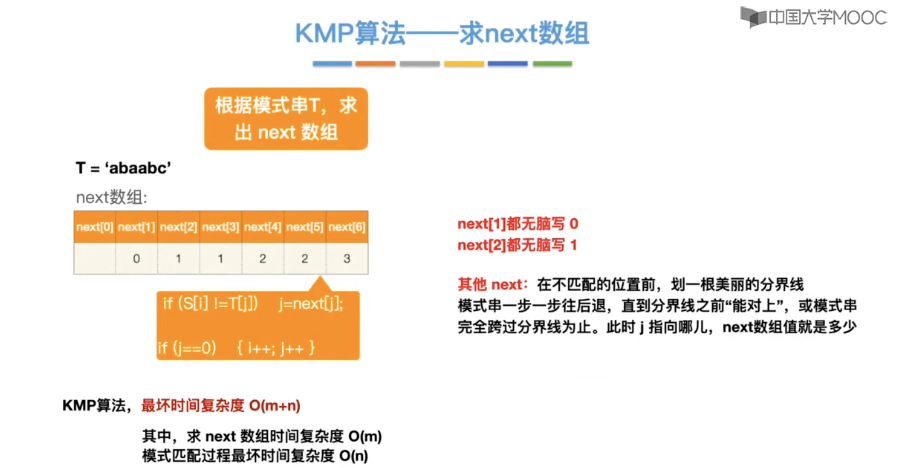 中国大学MOOC
KMP算法——求next数组
根据模式串T，求
出 next 数组
T = ‘abaabc’
next数组:
next[0] next[1] next[2] next[3] next[4] next[5] next[6]
0 1 1 2 2 3
if (S[i] !=T[j]) j=next[j];
if (j==0) { i++; j++ }
next[1]都无脑写 0
next[2]都无脑写 1
其他 next：在不匹配的位置前，划一根美丽的分界线
模式串一步一步往后退，直到分界线之前“能对上”，或模式串
完全跨过分界线为止。此时 j 指向哪儿，next数组值就是多少
KMP算法，最坏时间复杂度 O(m+n)
其中，求 next 数组时间复杂度 O(m)
模式匹配过程最坏时间复杂度 O(n)